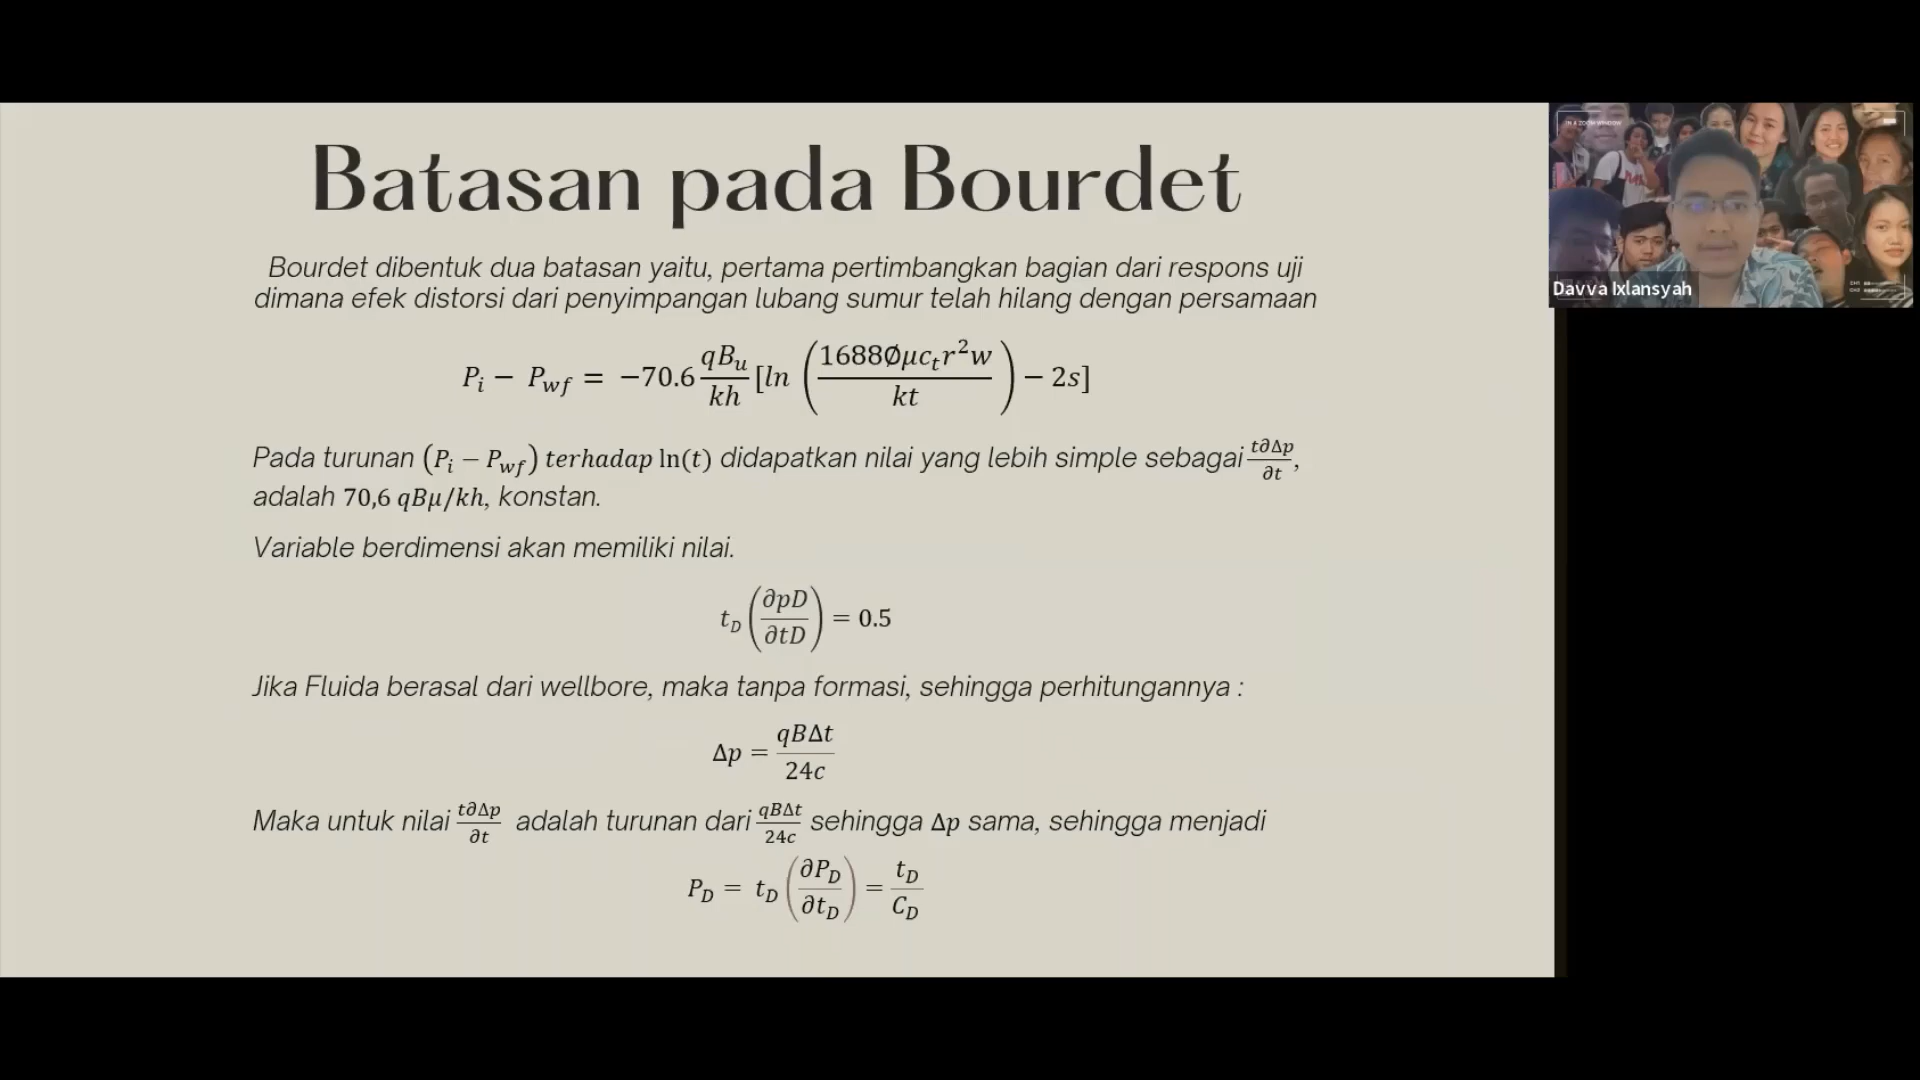 Batasan pada Bourdet
Bourdet dibentuk dua batasan yaitu, pertama pertimbangkan bagian dari respons uji
dimana efek distorsi dari penyimpangan lubang sumur telah hilang dengan persamaan
P_i − P_wf = −70.6 qB_u/kh [ln (1688∅μc_t r²w / kt) − 2s]
Pada turunan (P_i − P_wf) terhadap ln(t) didapatkan nilai yang lebih simple sebagai t∂Δp/∂t,
adalah 70,6 qBμ/kh, konstan.
Variable berdimensi akan memiliki nilai.
t_D (∂pD/∂tD) = 0.5
Jika Fluida berasal dari wellbore, maka tanpa formasi, sehingga perhitungannya :
Δp = qBΔt/24c
Maka untuk nilai t∂Δp/∂t adalah turunan dari qBΔt/24c sehingga Δp sama, sehingga menjadi
P_D = t_D (∂P_D/∂t_D) = t_D/C_D
IN A ZOOM WINDOW
Davva Ixlansyah